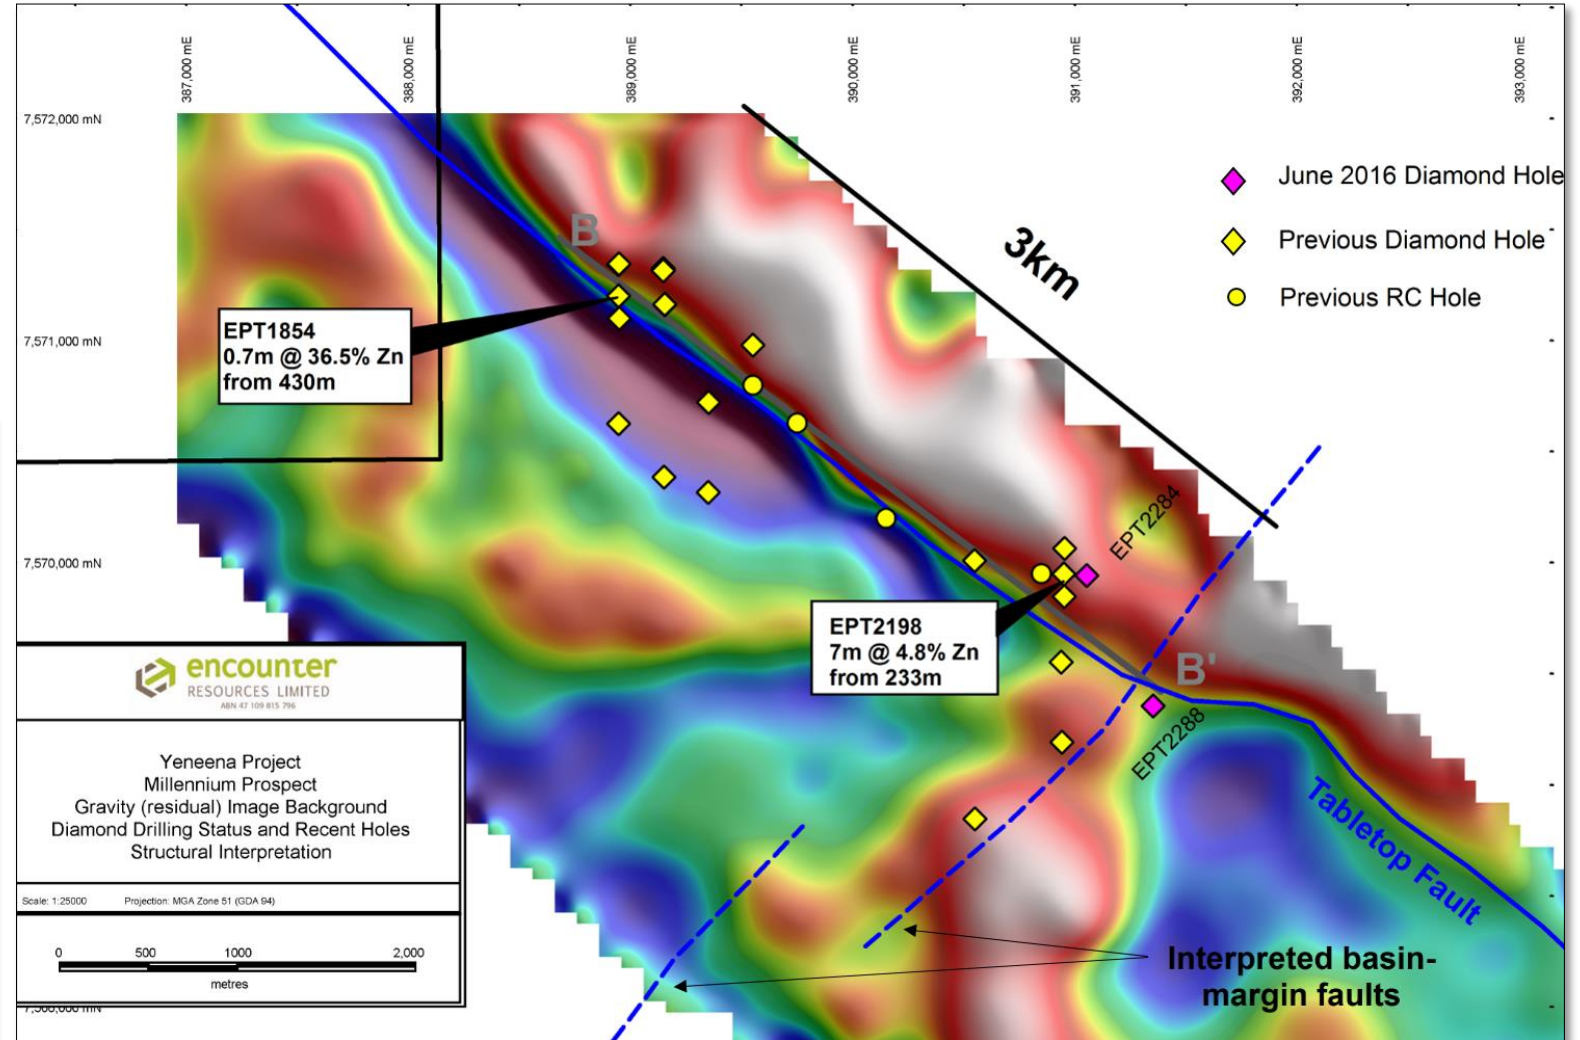 387,000 mE
388,000 mE
389,000 mE
390,000 mE
391,000 mE
392,000 mE
393,000 mE
7,572,000 mN
7,571,000 mN
7,570,000 mN
June 2016 Diamond Hole
Previous Diamond Hole
Previous RC Hole
3km
B
EPT1854
0.7m @ 36.5% Zn
from 430m
EPT2284
EPT2198
7m @ 4.8% Zn
from 233m
B'
EPT2288
Tabletop Fault
Interpreted basin-
margin faults
encounter
RESOURCES LIMITED
ABN 47 109 815 796
Yeneena Project
Millennium Prospect
Gravity (residual) Image Background
Diamond Drilling Status and Recent Holes
Structural Interpretation
Scale: 1:25000 Projection: MGA Zone 51 (GDA 94)
0 500 1000 2,000
metres